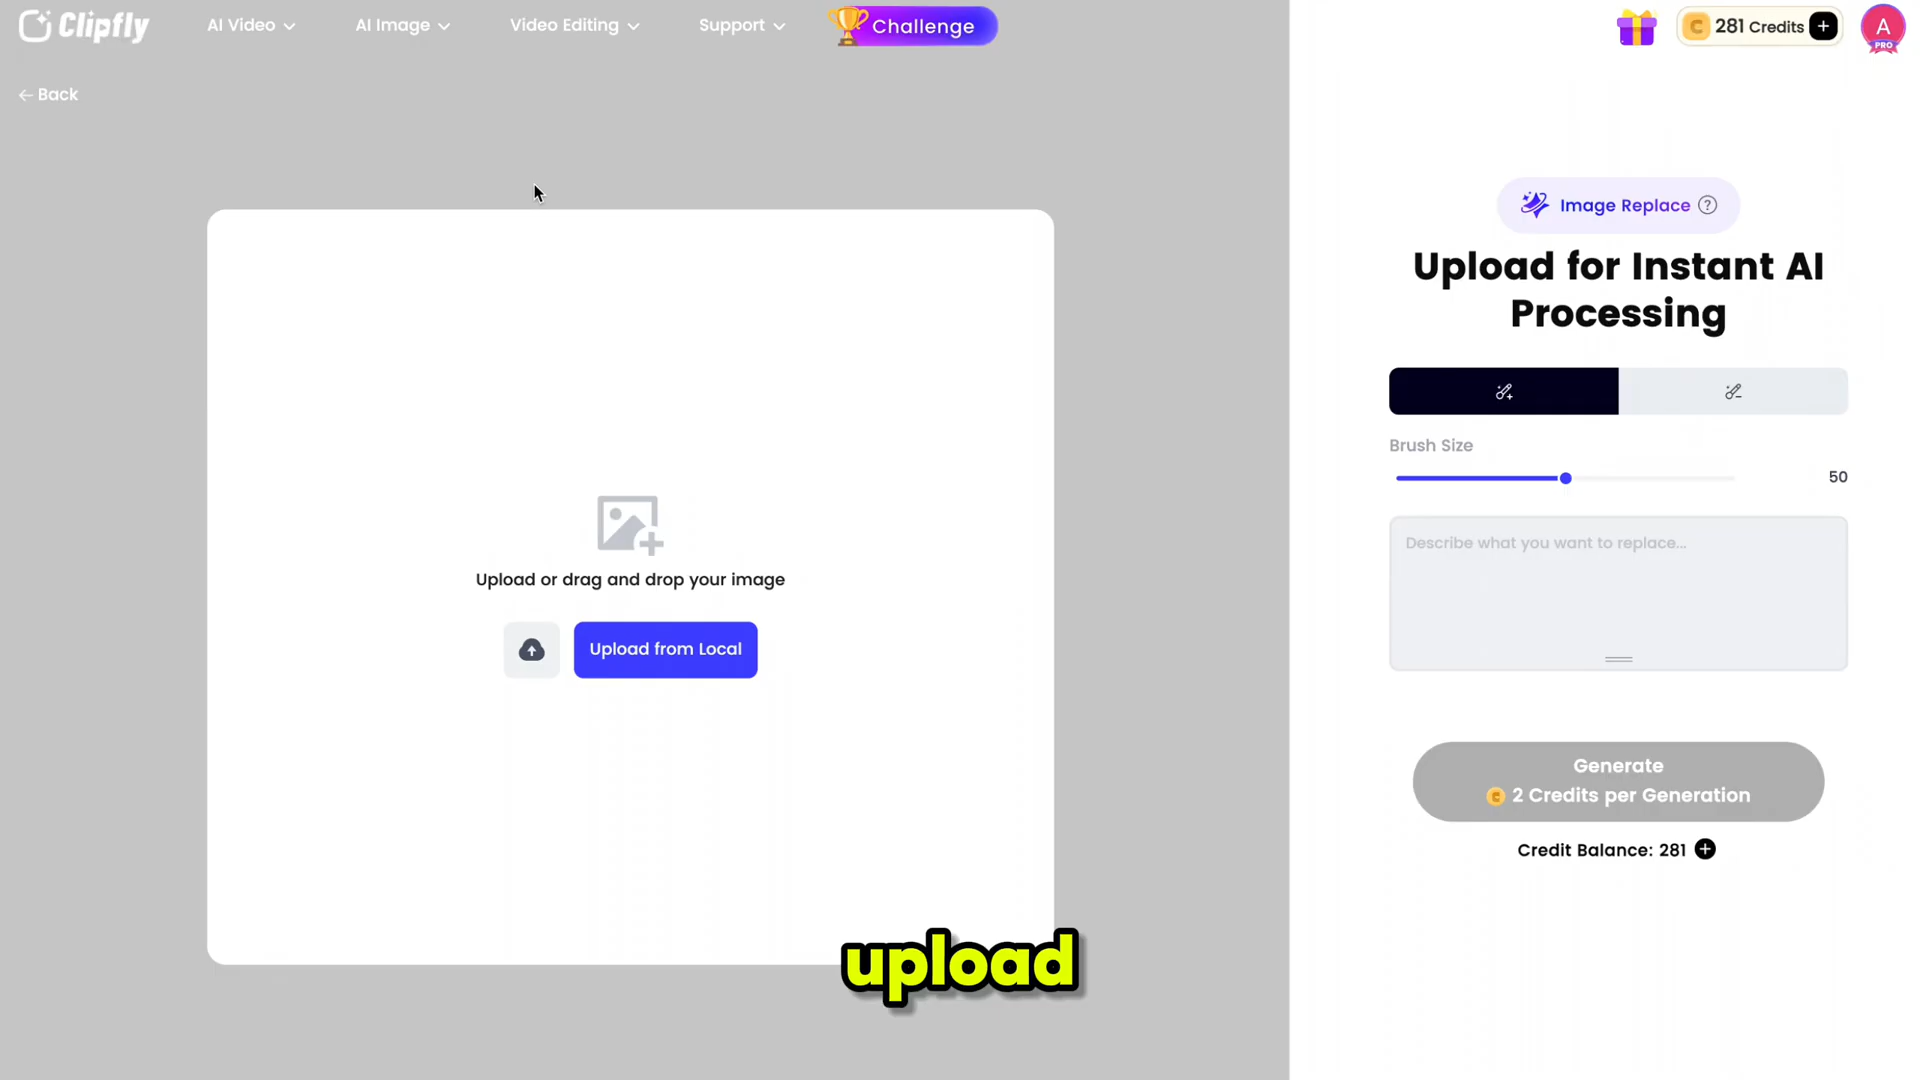 Clipfly
AI Video
AI Image
Video Editing
Support
Challenge
C 281 Credits +
A
PRO
← Back
Image Replace ?
Upload for Instant AI
Processing
Brush Size
50
Describe what you want to replace...
Upload or drag and drop your image
Upload from Local
Generate
C 2 Credits per Generation
Credit Balance: 281 +
upload